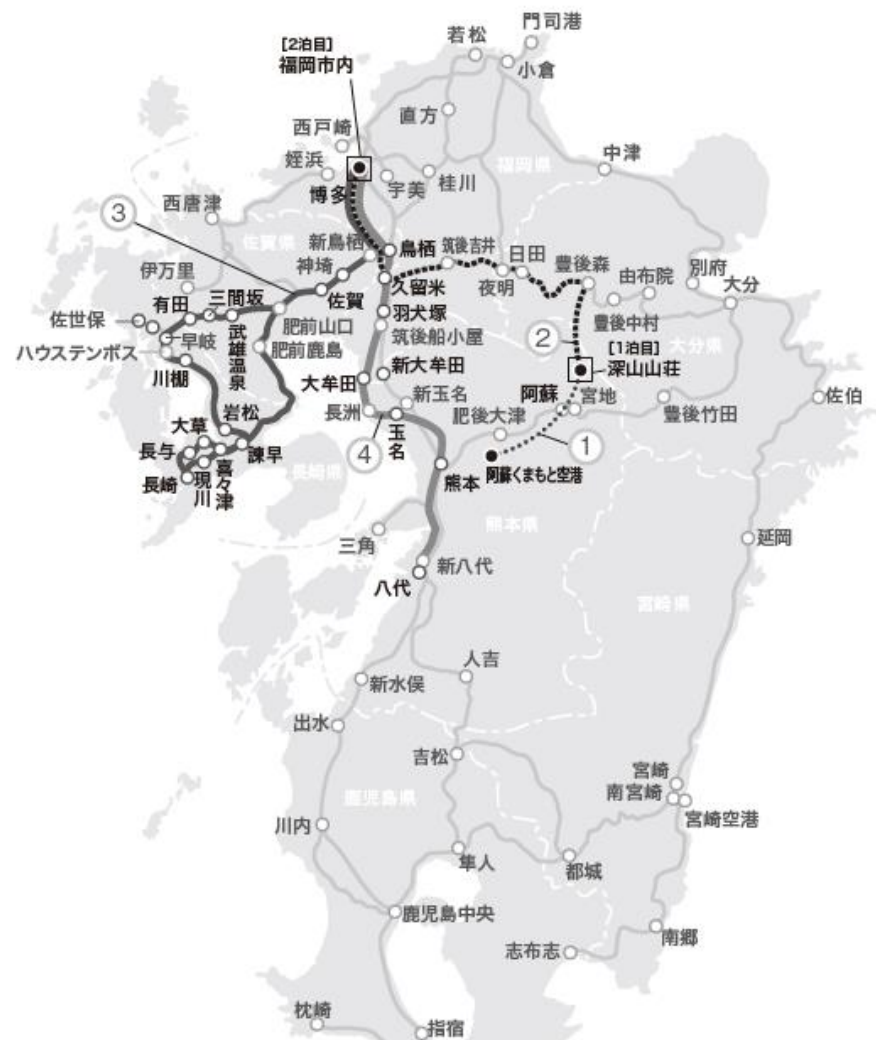 門司港
若松
小倉
[2泊目]
福岡市内
直方
西戸崎
姪浜
福岡県
中津
博多
宇美
桂川
西唐津
③
新鳥栖
鳥栖
筑後吉井
日田
豊後森
由布院
別府
大分
佐賀県
神埼
伊万里
有田
三間坂
佐賀
久留米
夜明
豊後中村
佐世保
早岐
武雄温泉
肥前山口
羽犬塚
筑後船小屋
②
大分県
ハウステンボス
肥前鹿島
新大牟田
[1泊目]
深山山荘
川棚
大牟田
新玉名
阿蘇
宮地
豊後竹田
佐伯
岩松
長洲
肥後大津
大草
④
玉名
①
長与
諫早
長崎県
熊本
阿蘇くまもと空港
長崎
現川
喜々津
熊本県
三角
延岡
新八代
八代
宮崎県
人吉
新水俣
出水
吉松
宮崎
南宮崎
宮崎空港
鹿児島県
川内
隼人
都城
鹿児島中央
南郷
志布志
枕崎
指宿